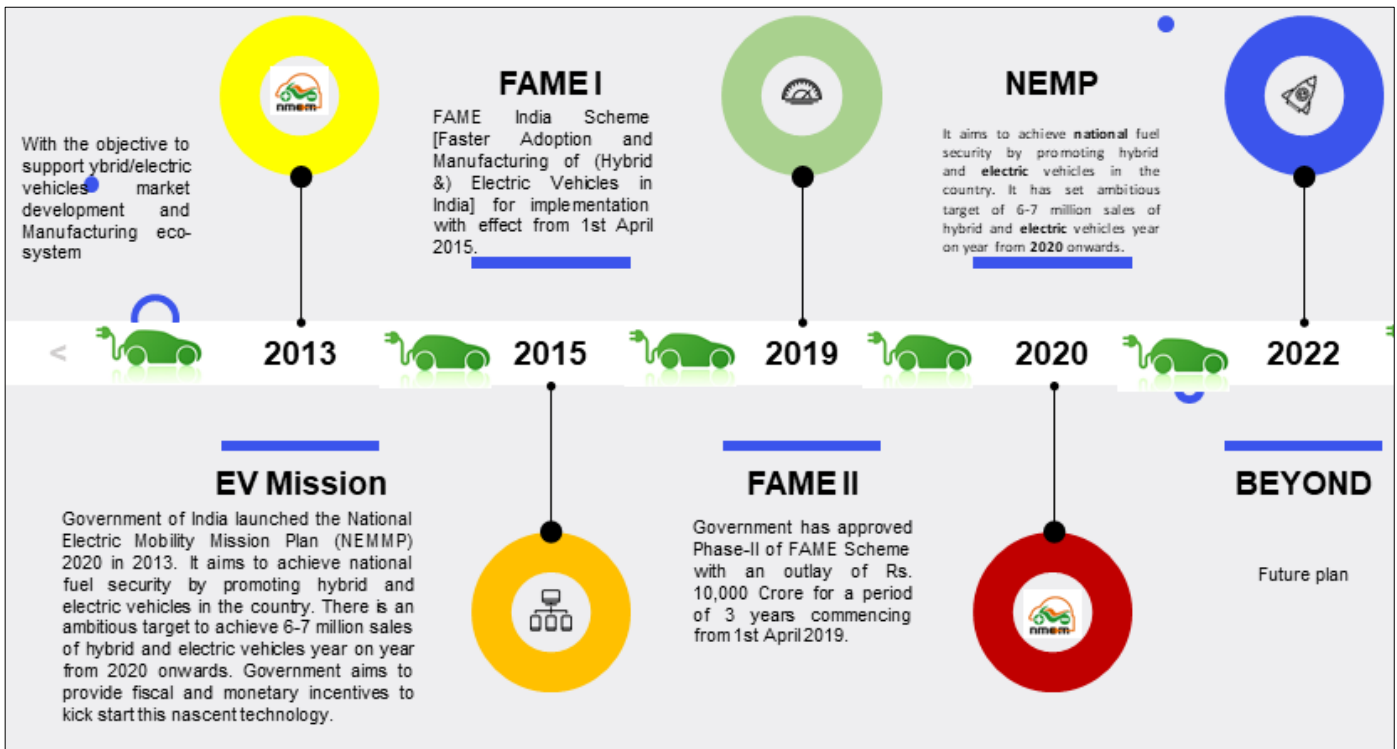 With the objective to
support ybrid/electric
vehicles market
development and
Manufacturing eco-
system
nmem
FAME I
FAME India Scheme
[Faster Adoption and
Manufacturing of (Hybrid
&) Electric Vehicles in
India] for implementation
with effect from 1st April
2015.
NEMP
It aims to achieve national fuel
security by promoting hybrid
and electric vehicles in the
country. It has set ambitious
target of 6-7 million sales of
hybrid and electric vehicles year
on year from 2020 onwards.
<
2013
2015
2019
2020
2022
EV Mission
Government of India launched the National
Electric Mobility Mission Plan (NEMMP)
2020 in 2013. It aims to achieve national
fuel security by promoting hybrid and
electric vehicles in the country. There is an
ambitious target to achieve 6-7 million sales
of hybrid and electric vehicles year on year
from 2020 onwards. Government aims to
provide fiscal and monetary incentives to
kick start this nascent technology.
FAME II
Government has approved
Phase-II of FAME Scheme
with an outlay of Rs.
10,000 Crore for a period
of 3 years commencing
from 1st April 2019.
nmem
BEYOND
Future plan